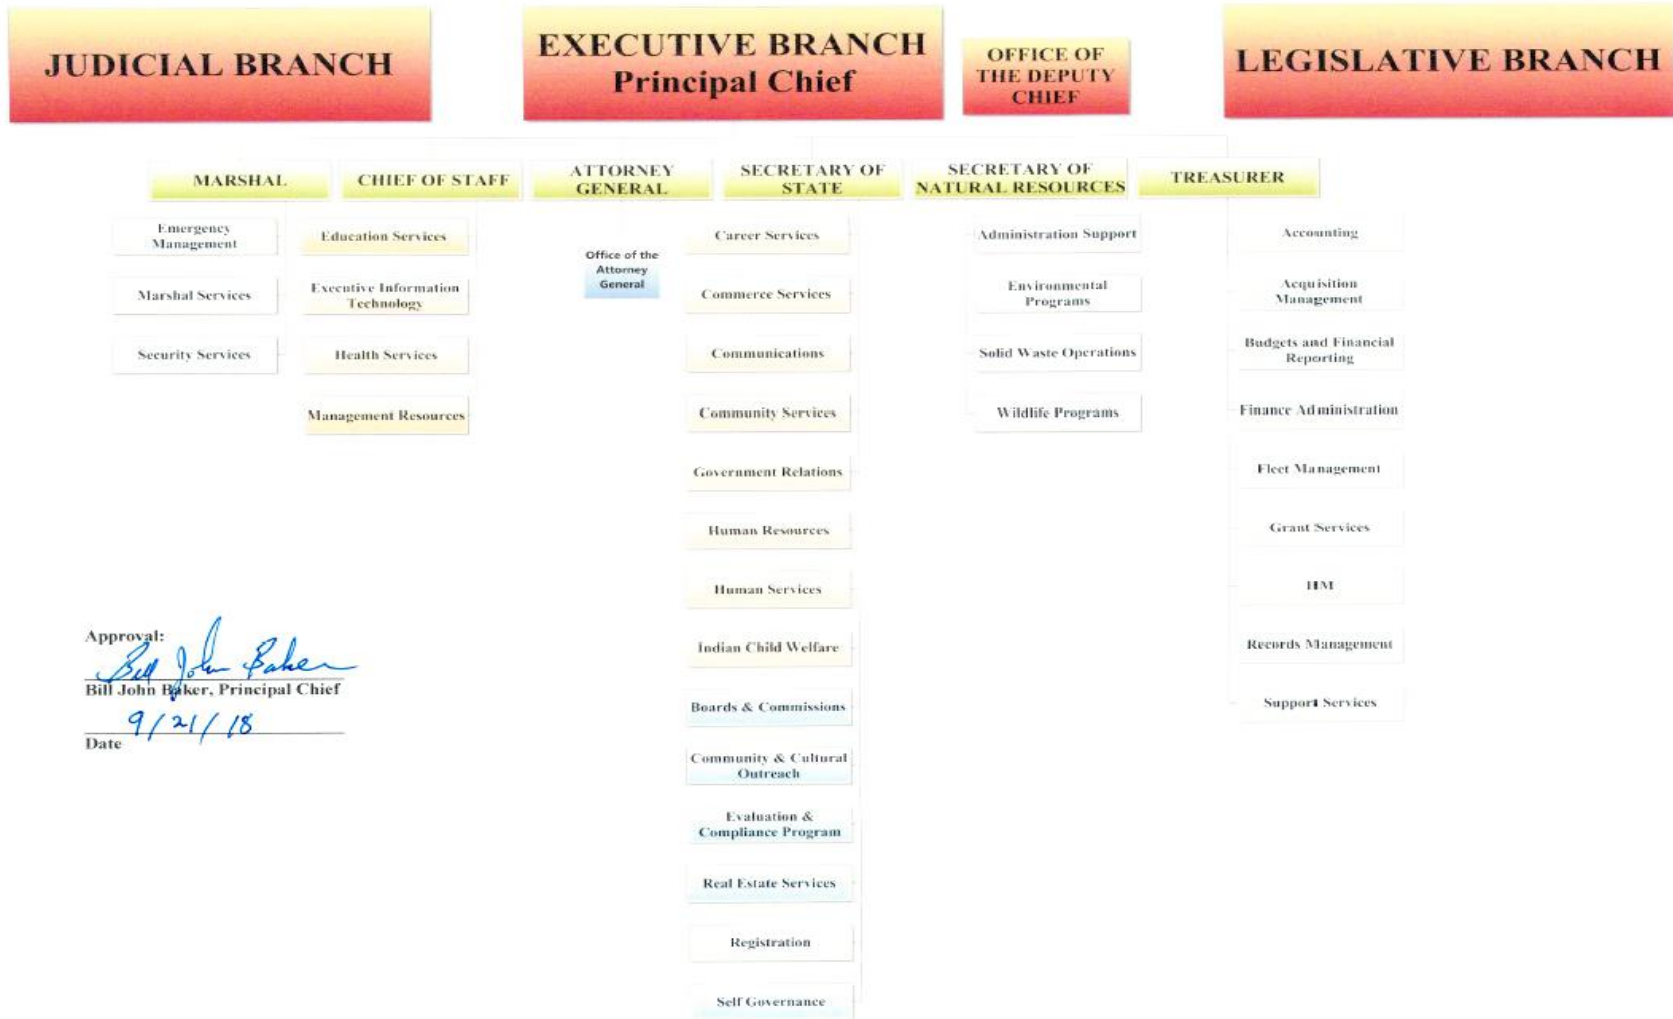 JUDICIAL BRANCH
EXECUTIVE BRANCH
Principal Chief
OFFICE OF
THE DEPUTY
CHIEF
LEGISLATIVE BRANCH
MARSHAL
CHIEF OF STAFF
ATTORNEY
GENERAL
SECRETARY OF
STATE
SECRETARY OF
NATURAL RESOURCES
TREASURER
Emergency
Management
Marshal Services
Security Services
Education Services
Executive Information
Technology
Health Services
Management Resources
Office of the
Attorney
General
Career Services
Commerce Services
Communications
Community Services
Government Relations
Human Resources
Human Services
Indian Child Welfare
Boards & Commissions
Community & Cultural
Outreach
Evaluation &
Compliance Program
Real Estate Services
Registration
Self Governance
Administration Support
Environmental
Programs
Solid Waste Operations
Wildlife Programs
Accounting
Acquisition
Management
Budgets and Financial
Reporting
Finance Administration
Fleet Management
Grant Services
Records Management
Support Services
Approval:
Bill John Baker
Bill John Baker, Principal Chief
9/21/18
Date